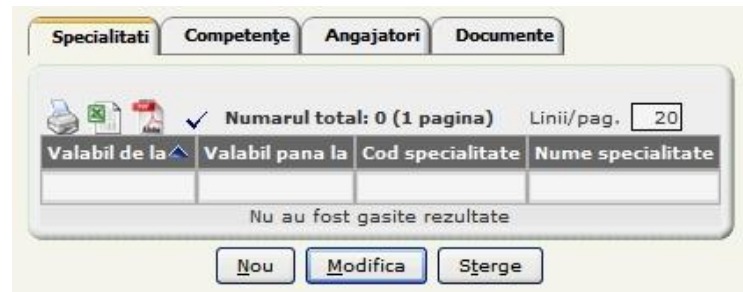 Specialitati Competenţe Angajatori Documente
Numarul total: 0 (1 pagina) Linii/pag. 20
Valabil de la Valabil pana la Cod specialitate Nume specialitate
Nu au fost gasite rezultate
Nou Modifica Sterge